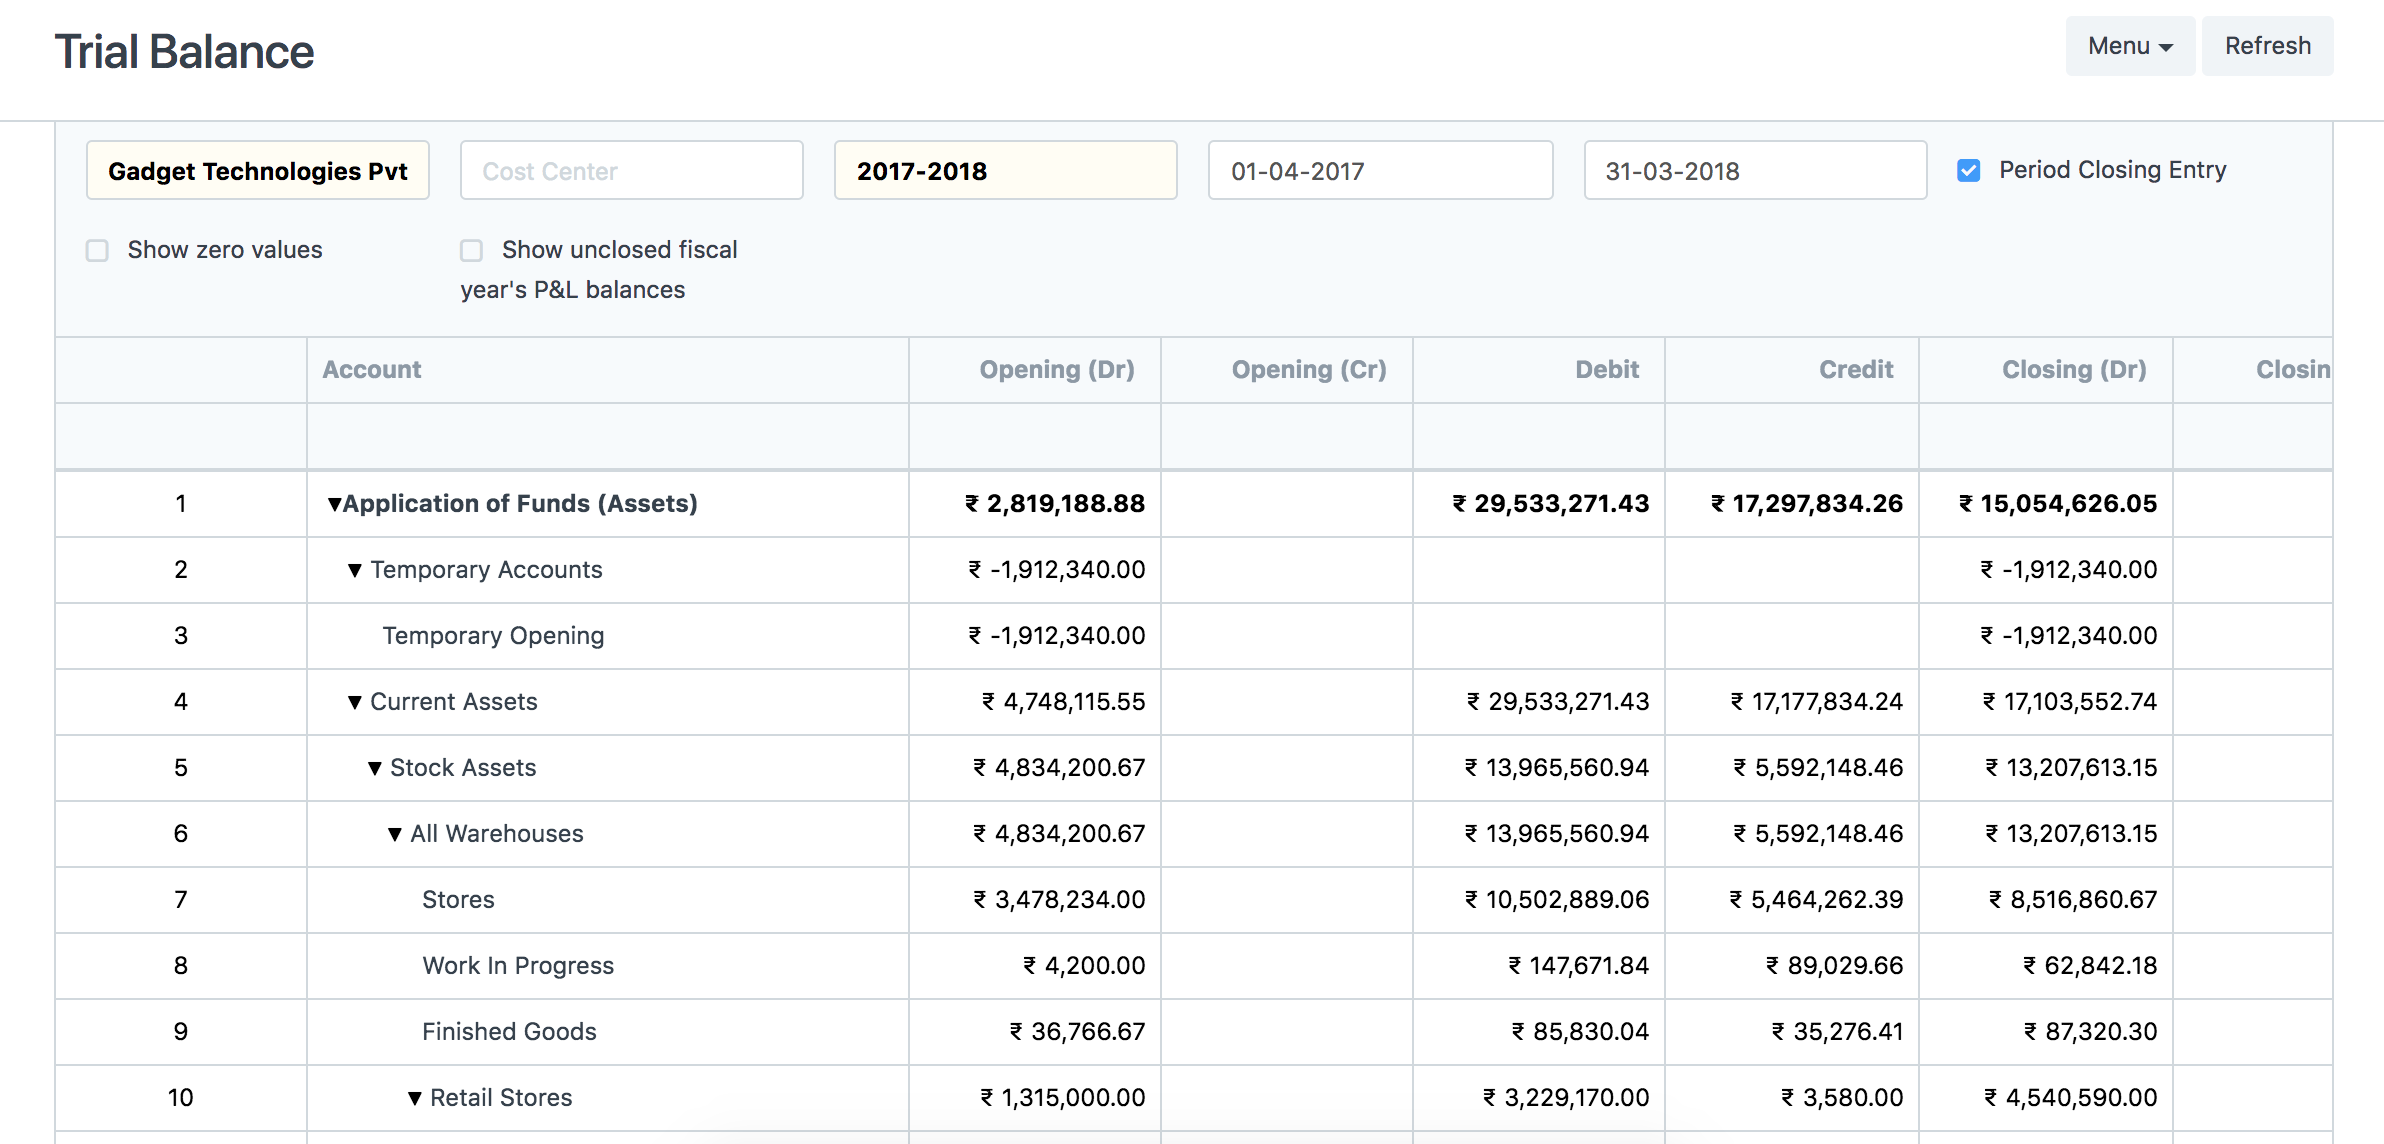 Trial Balance
Menu Refresh
Gadget Technologies Pvt Cost Center 2017-2018 01-04-2017 31-03-2018 Period Closing Entry
Show zero values Show unclosed fiscal
year's P&L balances
Account Opening (Dr) Opening (Cr) Debit Credit Closing (Dr) Closin
1 Application of Funds (Assets) ₹ 2,819,188.88 ₹ 29,533,271.43 ₹ 17,297,834.26 ₹ 15,054,626.05
2 Temporary Accounts ₹ -1,912,340.00 ₹ -1,912,340.00
3 Temporary Opening ₹ -1,912,340.00 ₹ -1,912,340.00
4 Current Assets ₹ 4,748,115.55 ₹ 29,533,271.43 ₹ 17,177,834.24 ₹ 17,103,552.74
5 Stock Assets ₹ 4,834,200.67 ₹ 13,965,560.94 ₹ 5,592,148.46 ₹ 13,207,613.15
6 All Warehouses ₹ 4,834,200.67 ₹ 13,965,560.94 ₹ 5,592,148.46 ₹ 13,207,613.15
7 Stores ₹ 3,478,234.00 ₹ 10,502,889.06 ₹ 5,464,262.39 ₹ 8,516,860.67
8 Work In Progress ₹ 4,200.00 ₹ 147,671.84 ₹ 89,029.66 ₹ 62,842.18
9 Finished Goods ₹ 36,766.67 ₹ 85,830.04 ₹ 35,276.41 ₹ 87,320.30
10 Retail Stores ₹ 1,315,000.00 ₹ 3,229,170.00 ₹ 3,580.00 ₹ 4,540,590.00